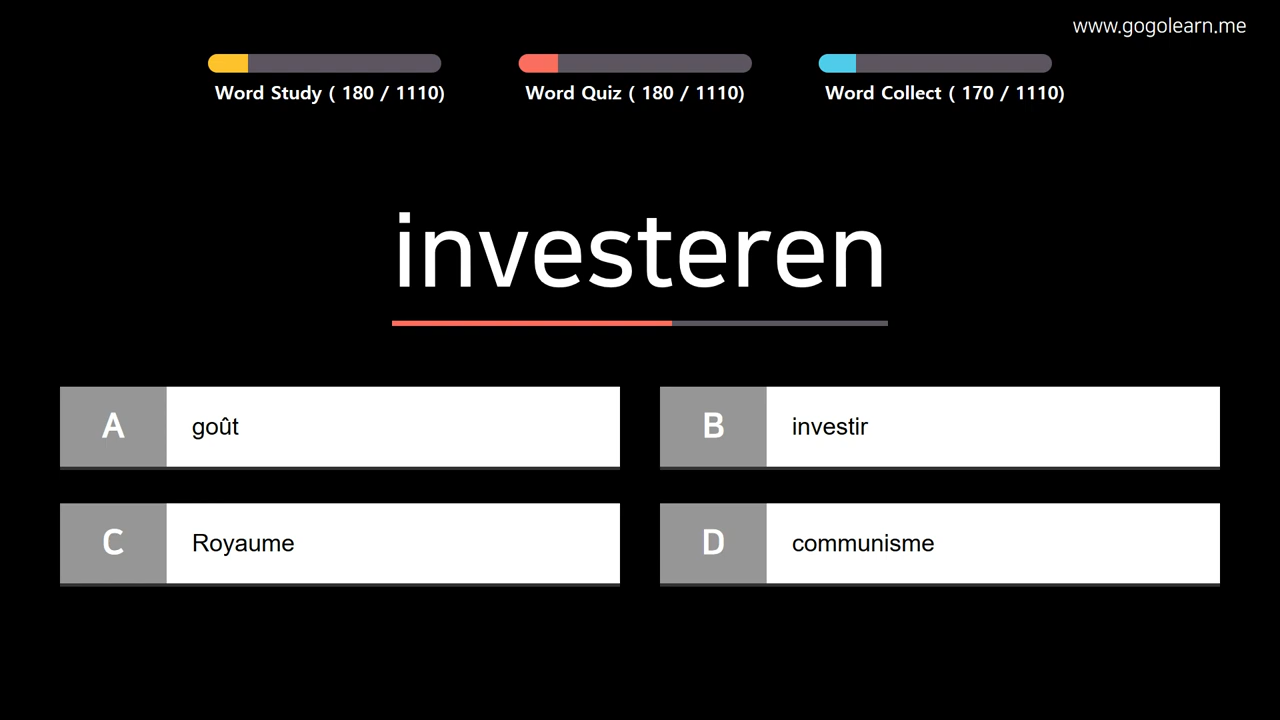 www.gogolearn.me
Word Study ( 180 / 1110)
Word Quiz ( 180 / 1110)
Word Collect ( 170 / 1110)
investeren
A goût
B investir
C Royaume
D communisme